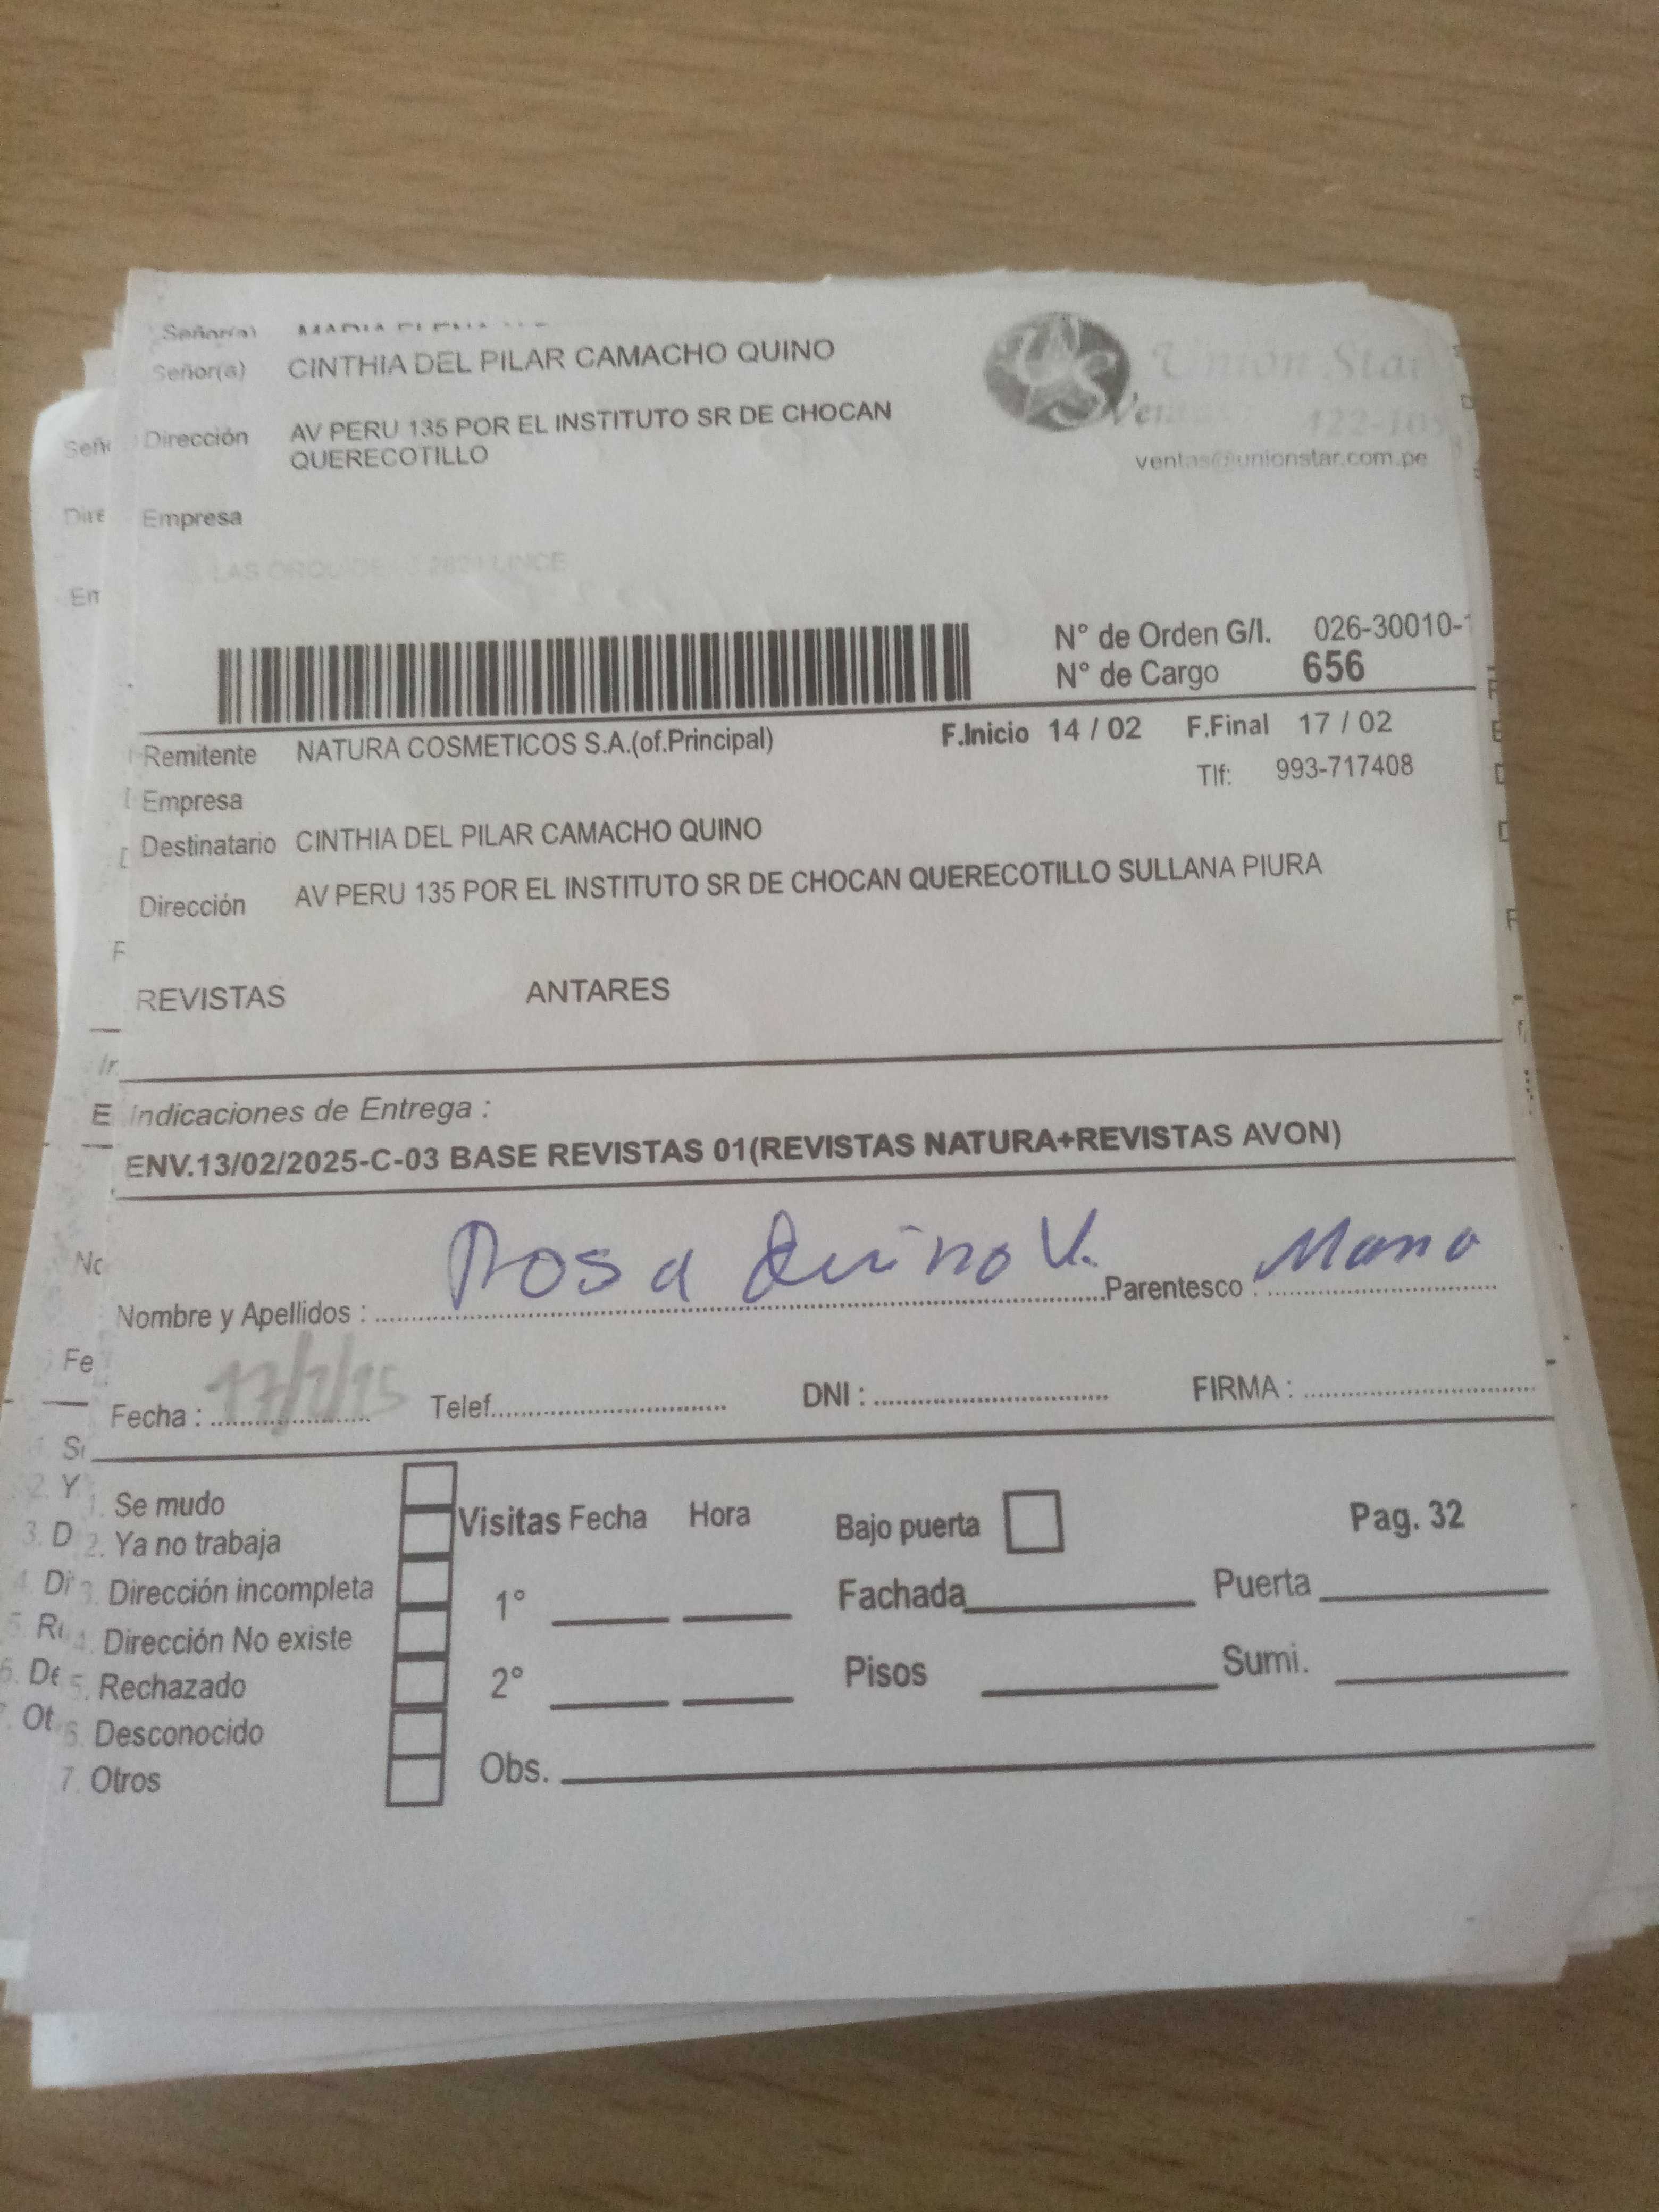 Señor(a)
Señor(a) CINTHIA DEL PILAR CAMACHO QUINO
Unión Star
Dirección AV PERU 135 POR EL INSTITUTO SR DE CHOCAN
QUERECOTILLO
ventas@unionstar.com.pe
Empresa
N° de Orden G/I. 026-30010-
N° de Cargo 656
Remitente NATURA COSMETICOS S.A.(of.Principal) F.Inicio 14 / 02 F.Final 17 / 02
Tlf: 993-717408
Empresa
Destinatario CINTHIA DEL PILAR CAMACHO QUINO
Dirección AV PERU 135 POR EL INSTITUTO SR DE CHOCAN QUERECOTILLO SULLANA PIURA
REVISTAS ANTARES
Indicaciones de Entrega :
ENV.13/02/2025-C-03 BASE REVISTAS 01(REVISTAS NATURA+REVISTAS AVON)
Nombre y Apellidos : Rosa Quino V. Parentesco :
Fecha : Telef. DNI : FIRMA :
1. Se mudo
2. Ya no trabaja
3. Dirección incompleta
4. Dirección No existe
5. Rechazado
6. Desconocido
7. Otros
Visitas Fecha Hora
1°
2°
Obs.
Bajo puerta Pag. 32
Fachada Puerta
Pisos Sumi.